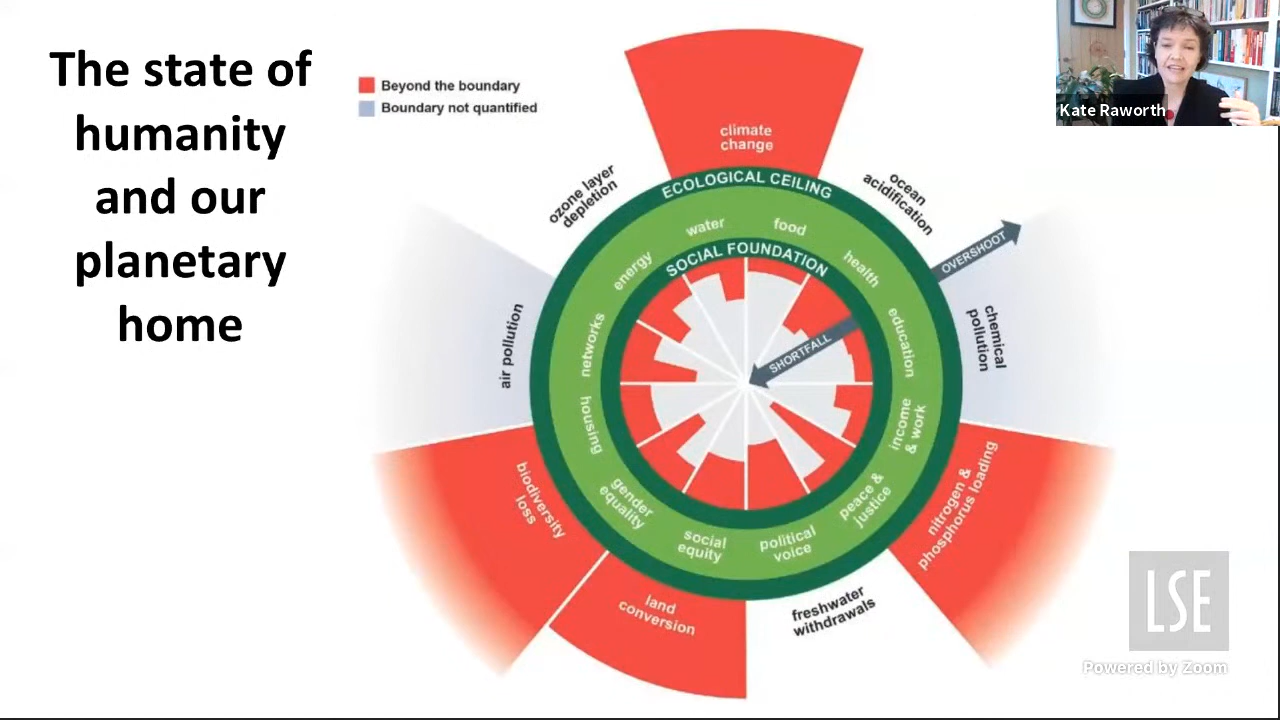 The state of
humanity
and our
planetary
home
Beyond the boundary
Boundary not quantified
climate
change
ozone layer
depletion
ocean
acidification
ECOLOGICAL CEILING
OVERSHOOT
water
food
energy
health
SOCIAL FOUNDATION
networks
education
SHORTFALL
air pollution
chemical
pollution
housing
income
& work
gender
equality
peace &
justice
social
equity
political
voice
biodiversity
loss
nitrogen &
phosphorus loading
land
conversion
freshwater
withdrawals
Kate Raworth
LSE
Powered by Zoom